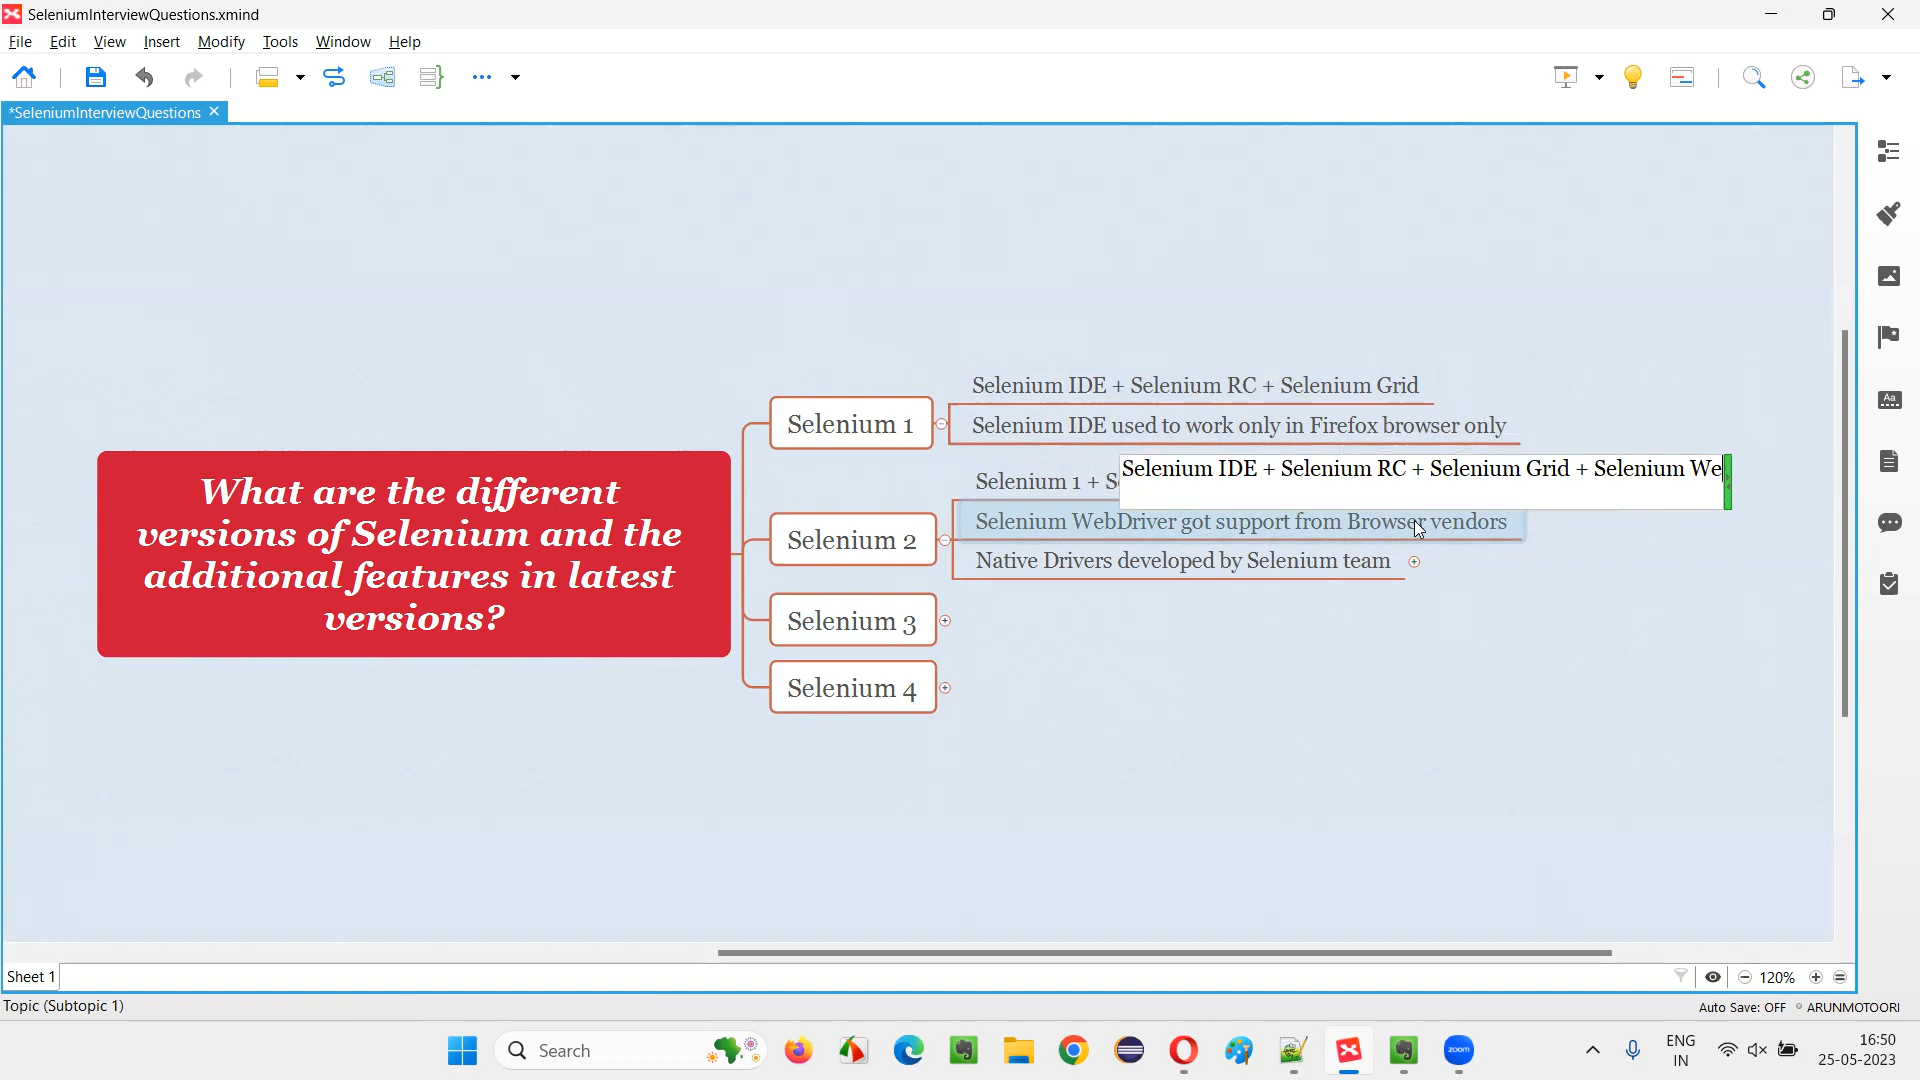 SeleniumInterviewQuestions.xmind
File Edit View Insert Modify Tools Window Help
*SeleniumInterviewQuestions
What are the different
versions of Selenium and the
additional features in latest
versions?
Selenium 1
Selenium IDE + Selenium RC + Selenium Grid
Selenium IDE used to work only in Firefox browser only
Selenium 2
Selenium 1 + S
Selenium IDE + Selenium RC + Selenium Grid + Selenium We
Selenium WebDriver got support from Browser vendors
Native Drivers developed by Selenium team
Selenium 3
Selenium 4
Sheet 1
120%
Topic (Subtopic 1)
Auto Save: OFF
ARUNMOTOORI
Search
zoom
ENG
IN
16:50
25-05-2023
Aa